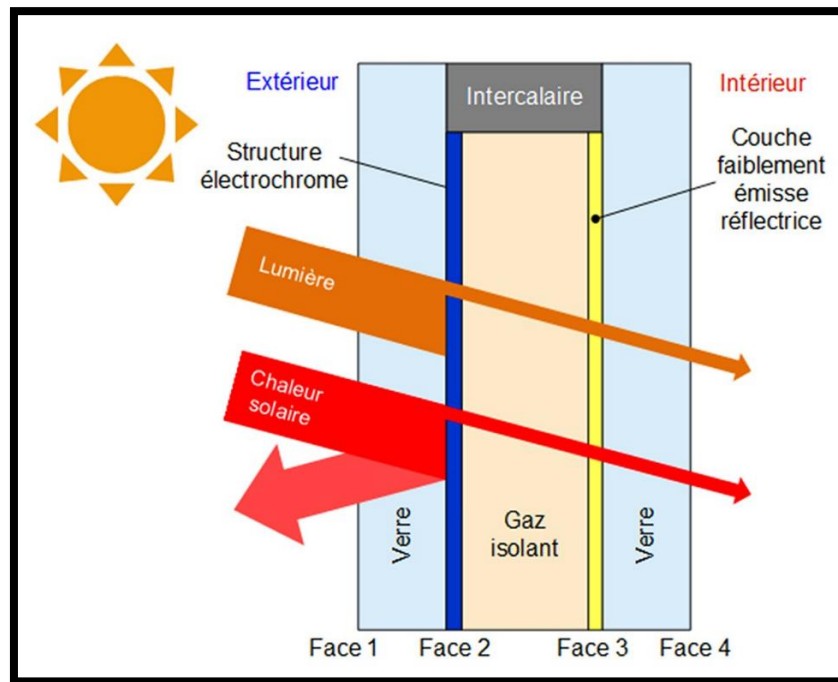 Extérieur
Intercalaire
Intérieur
Structure
électrochrome
Couche
faiblement
émisse
réflectrice
Lumière
Chaleur
solaire
Verre
Gaz
isolant
Verre
Face 1
Face 2
Face 3
Face 4